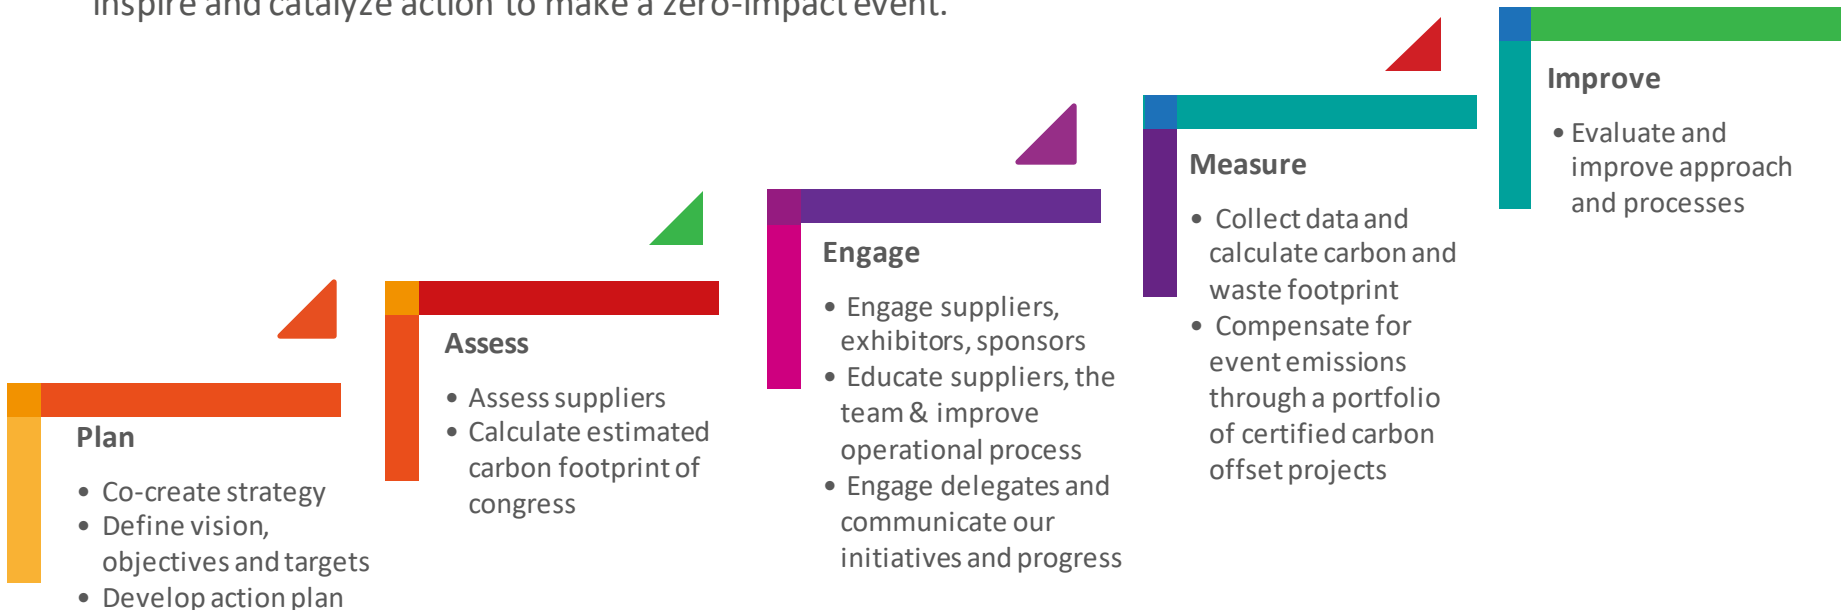 inspire and catalyze action to make a zero-impact event.
Plan
• Co-create strategy
• Define vision,
objectives and targets
• Develop action plan
Assess
• Assess suppliers
• Calculate estimated
carbon footprint of
congress
Engage
• Engage suppliers,
exhibitors, sponsors
• Educate suppliers, the
team & improve
operational process
• Engage delegates and
communicate our
initiatives and progress
Measure
• Collect data and
calculate carbon and
waste footprint
• Compensate for
event emissions
through a portfolio
of certified carbon
offset projects
Improve
• Evaluate and
improve approach
and processes